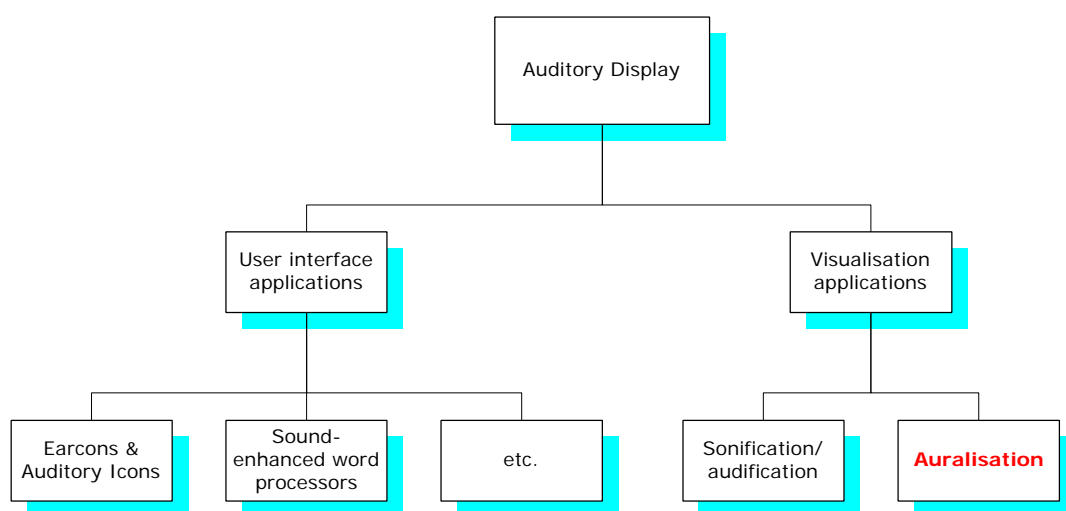 Auditory Display
User interface
applications
Visualisation
applications
Earcons &
Auditory Icons
Sound-
enhanced word
processors
etc.
Sonification/
audification
Auralisation